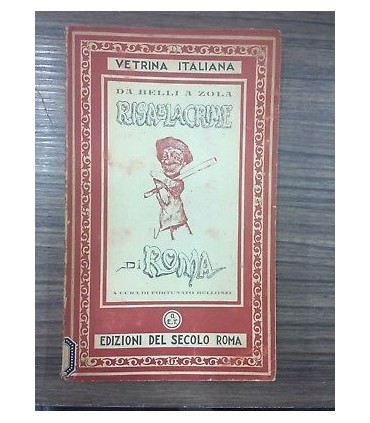 VETRINA ITALIANA
DA BELLI A ZOLA
RISA E LACRIME
DI ROMA
A CURA DI FORTUNATO BELLONZI
EDIZIONI DEL SECOLO ROMA